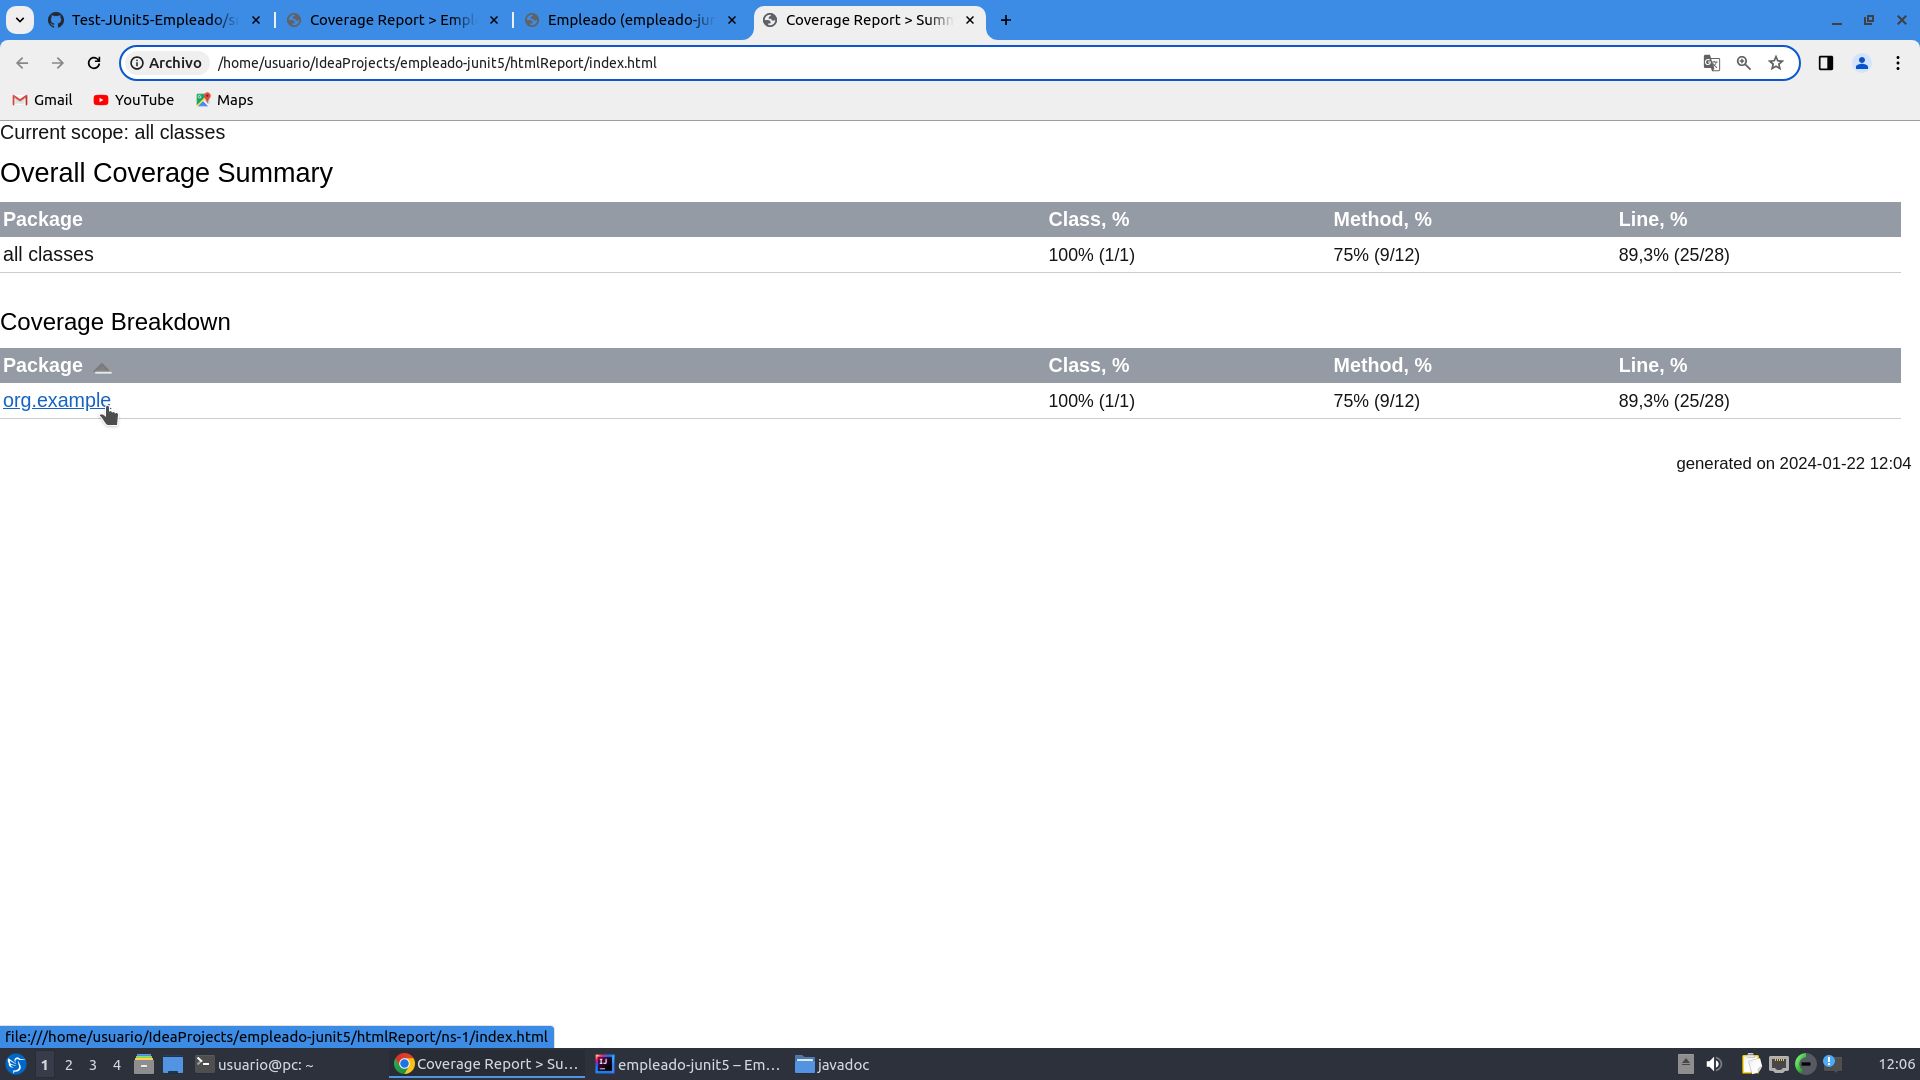 Test-JUnit5-Empleado/s
Coverage Report > Empl
Empleado (empleado-jun
Coverage Report > Summ
Archivo
/home/usuario/IdeaProjects/empleado-junit5/htmlReport/index.html
Gmail YouTube Maps
Current scope: all classes
Overall Coverage Summary
Package Class, % Method, % Line, %
all classes 100% (1/1) 75% (9/12) 89,3% (25/28)
Coverage Breakdown
Package Class, % Method, % Line, %
org.example 100% (1/1) 75% (9/12) 89,3% (25/28)
generated on 2024-01-22 12:04
file:///home/usuario/IdeaProjects/empleado-junit5/htmlReport/ns-1/index.html
1 2 3 4 usuario@pc: ~ Coverage Report > Su... empleado-junit5 – Em... javadoc 12:06